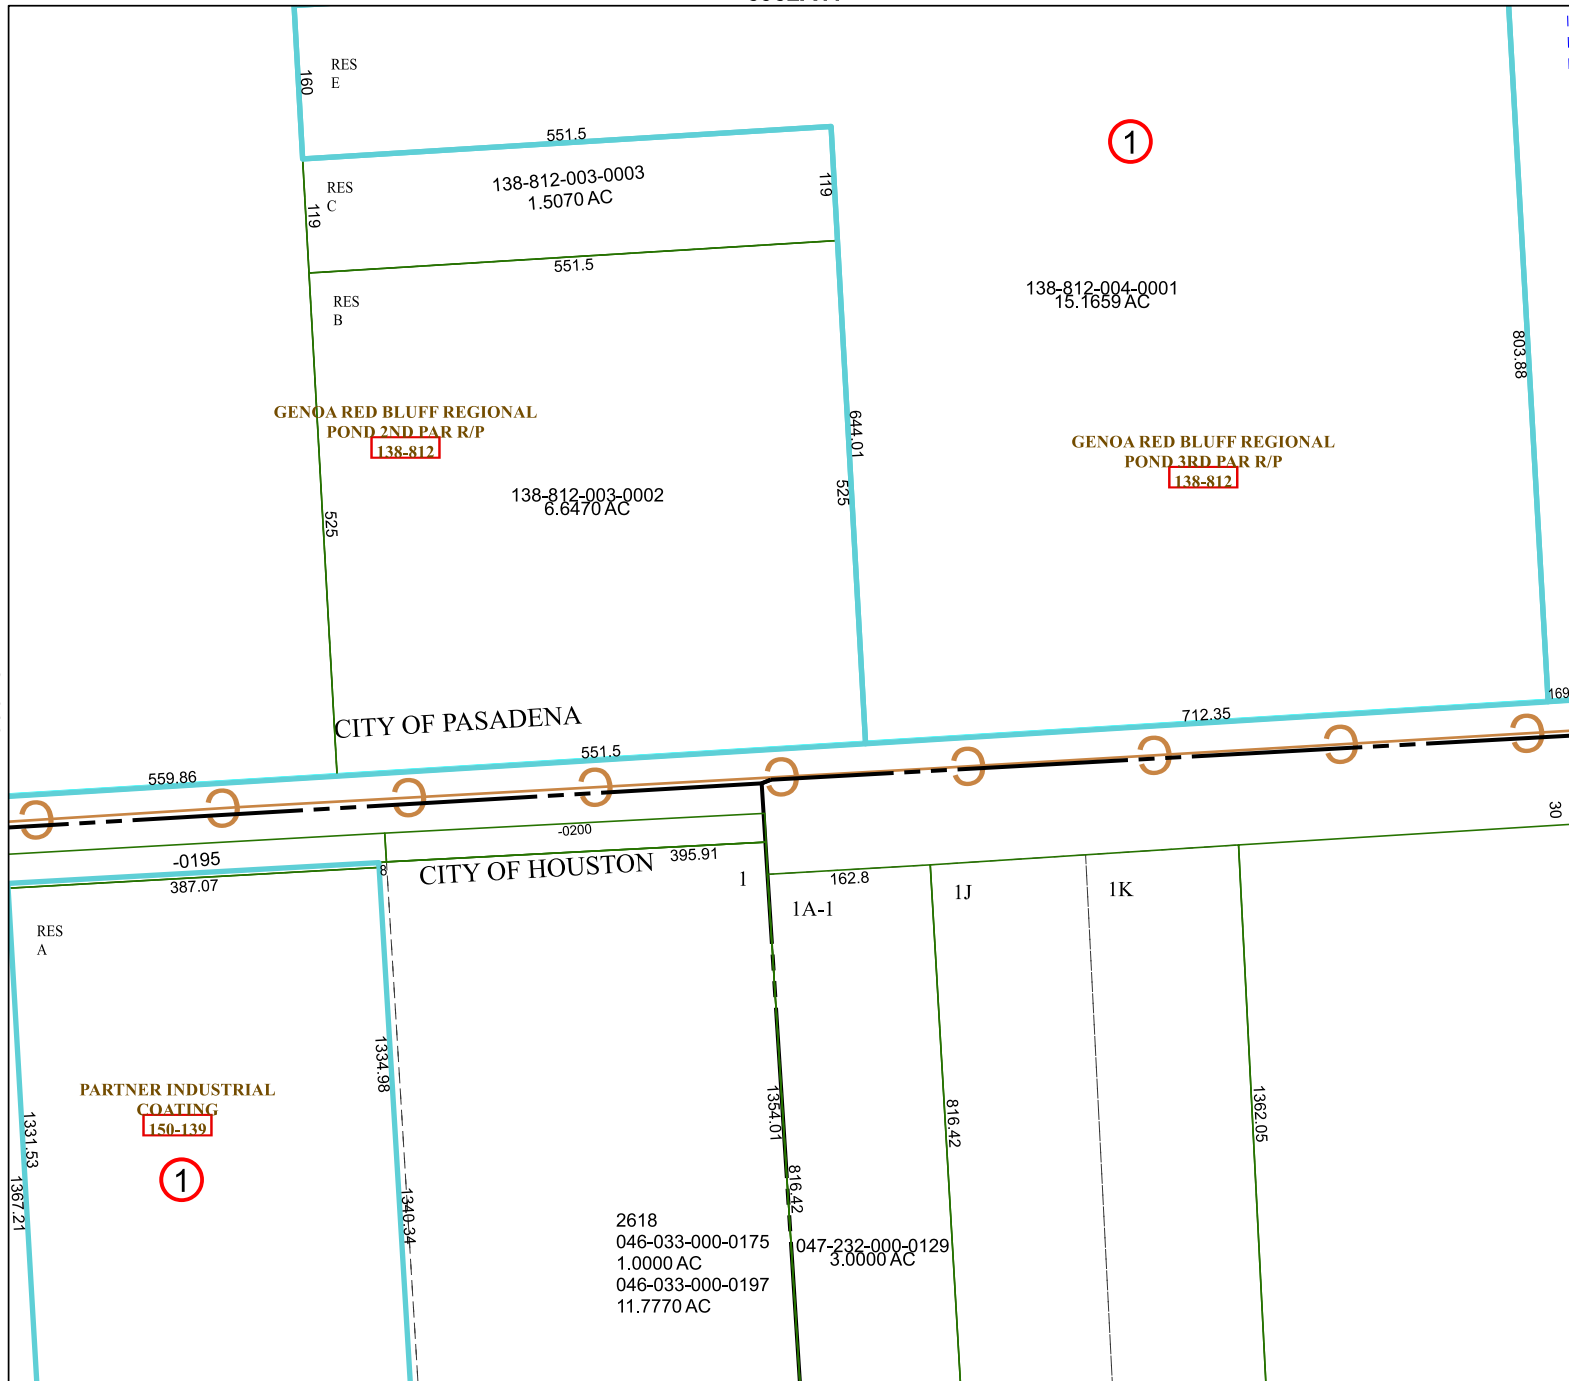 RES
E
160
551.5
1
138-812-003-0003
1.5070 AC
119
RES
C
119
551.5
RES
B
138-812-004-0001
15.1659 AC
803.88
GENOA RED BLUFF REGIONAL
POND 2ND PAR R/P
138-812
644.01
GENOA RED BLUFF REGIONAL
POND 3RD PAR R/P
138-812
138-812-003-0002
6.6470 AC
525
525
CITY OF PASADENA
712.35
169
551.5
559.86
30
-0200
-0195
387.07
8
CITY OF HOUSTON
395.91
1
162.8
1A-1
1J
1K
RES
A
1334.98
PARTNER INDUSTRIAL
COATING
150-139
1
1331.53
1367.21
1340.34
1354.01
816.42
816.42
1362.05
2618
046-033-000-0175
1.0000 AC
046-033-000-0197
11.7770 AC
047-232-000-0129
3.0000 AC